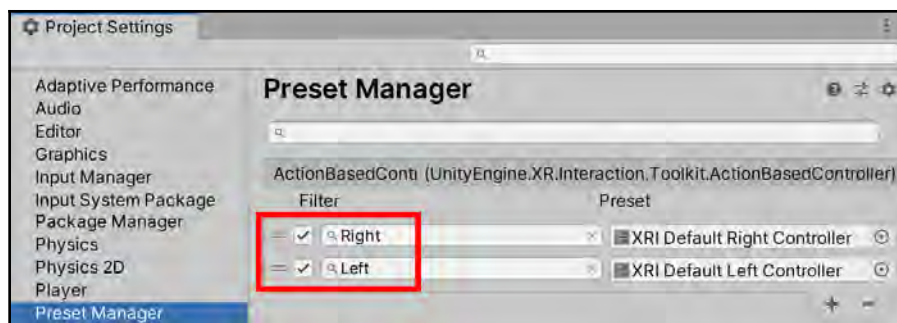 Project Settings
Preset Manager
Adaptive Performance
Audio
Editor
Graphics
Input Manager
Input System Package
Package Manager
Physics
Physics 2D
Player
Preset Manager
ActionBasedConti (UnityEngine.XR.Interaction.Toolkit.ActionBasedController)
Filter Preset
Right XRI Default Right Controller
Left XRI Default Left Controller